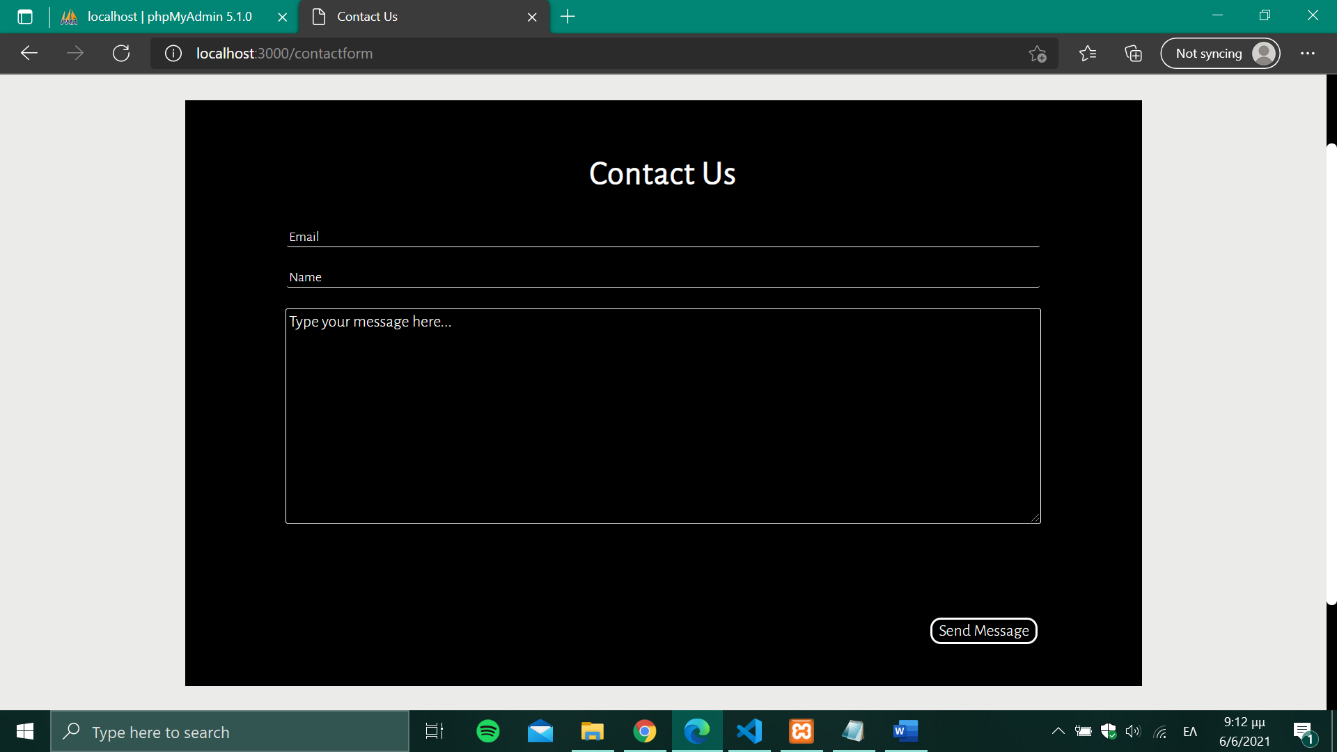 localhost | phpMyAdmin 5.1.0
Contact Us
localhost:3000/contactform
Not syncing
Contact Us
Email
Name
Type your message here...
Send Message
Type here to search
ΕΛ
9:12 μμ
6/6/2021
1